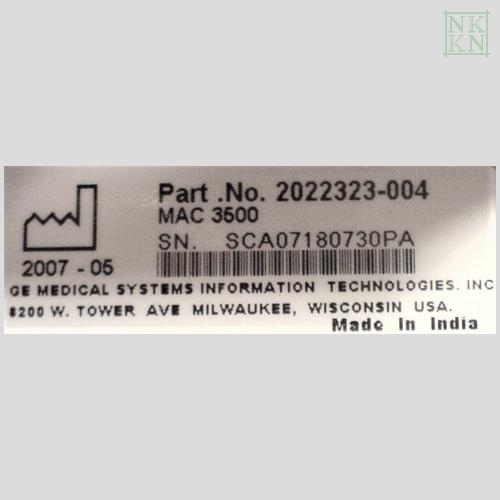 NK
KN
Part .No. 2022323-004
MAC 3500
SN. SCA07180730PA
2007 - 05
GE MEDICAL SYSTEMS INFORMATION TECHNOLOGIES. INC
8200 W. TOWER AVE MILWAUKEE, WISCONSIN USA.
Made In India